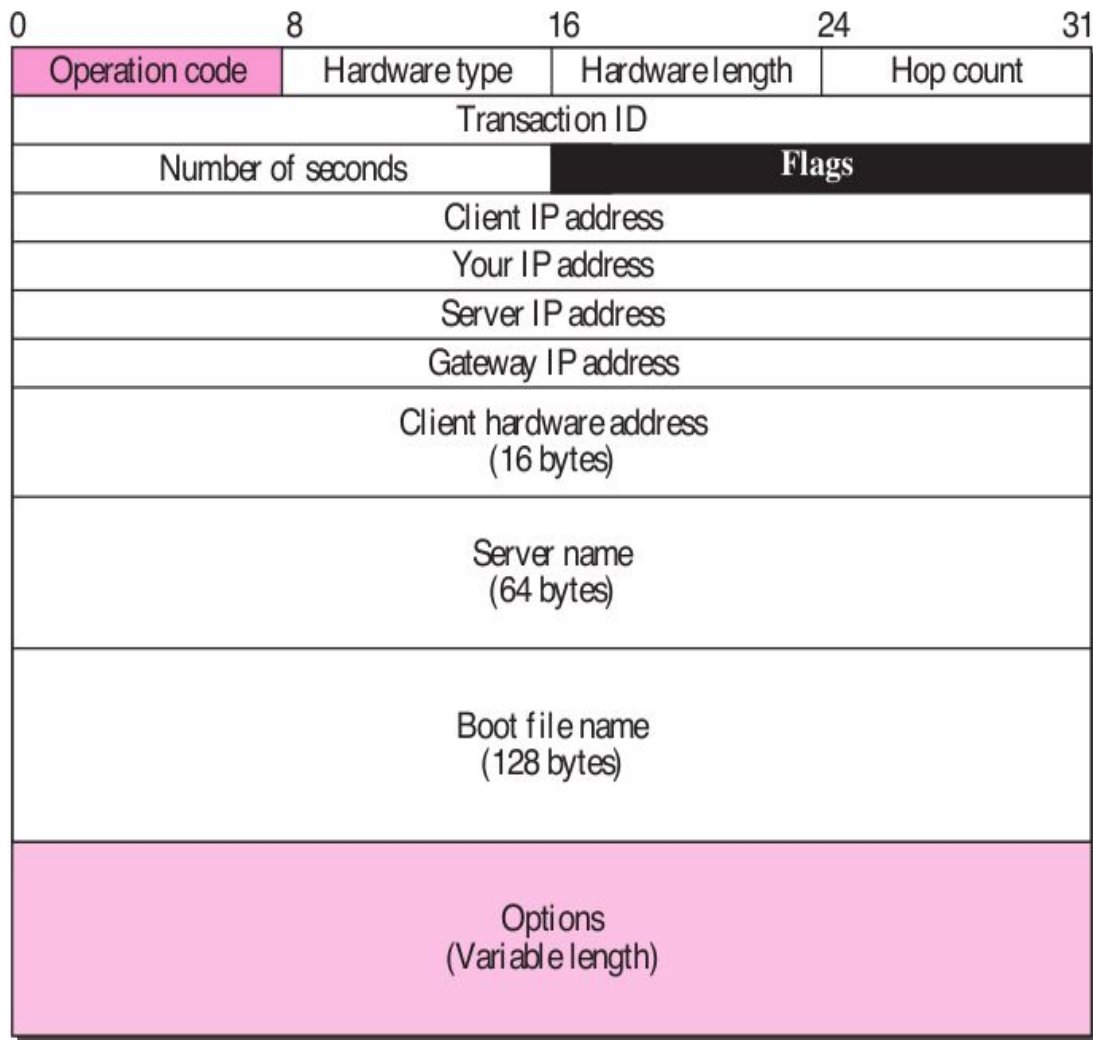 0 8 16 24 31
Operation code Hardware type Hardware length Hop count
Transaction ID
Number of seconds Flags
Client IP address
Your IP address
Server IP address
Gateway IP address
Client hardware address
(16 bytes)
Server name
(64 bytes)
Boot file name
(128 bytes)
Options
(Variable length)